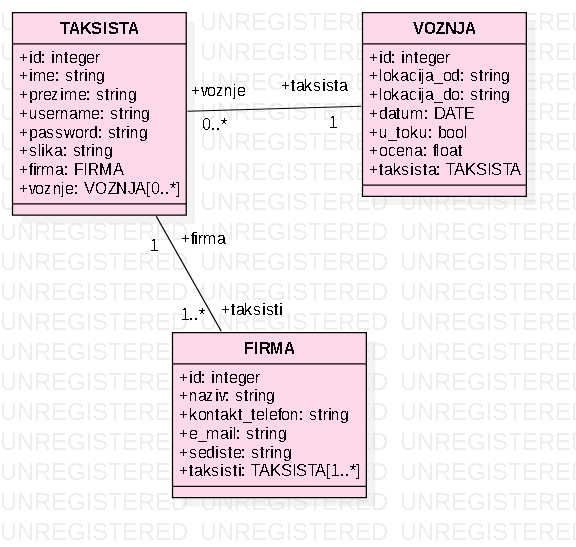 TAKSISTA
+id: integer
+ime: string
+prezime: string
+username: string
+password: string
+slika: string
+firma: FIRMA
+voznje: VOZNJA[0..*]
+voznje
0..*
+taksista
1
VOZNJA
+id: integer
+lokacija_od: string
+lokacija_do: string
+datum: DATE
+u_toku: bool
+ocena: float
+taksista: TAKSISTA
1
+firma
1..*
+taksisti
FIRMA
+id: integer
+naziv: string
+kontakt_telefon: string
+e_mail: string
+sediste: string
+taksisti: TAKSISTA[1..*]
UNREGISTERED